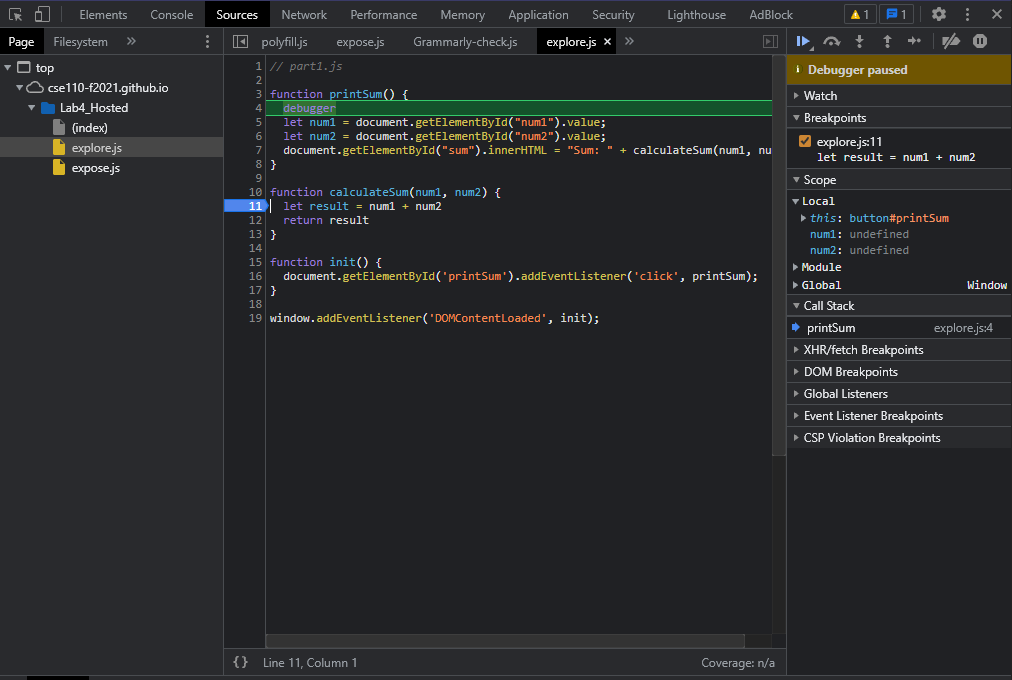 Elements Console Sources Network Performance Memory Application Security Lighthouse AdBlock 1 1
Page Filesystem
polyfill.js expose.js Grammarly-check.js explore.js
top
cse110-f2021.github.io
Lab4_Hosted
(index)
explore.js
expose.js
1 // part1.js
2
3 function printSum() {
4 debugger
5 let num1 = document.getElementById("num1").value;
6 let num2 = document.getElementById("num2").value;
7 document.getElementById("sum").innerHTML = "Sum: " + calculateSum(num1, nu
8 }
9
10 function calculateSum(num1, num2) {
11 let result = num1 + num2
12 return result
13 }
14
15 function init() {
16 document.getElementById('printSum').addEventListener('click', printSum);
17 }
18
19 window.addEventListener('DOMContentLoaded', init);
{} Line 11, Column 1 Coverage: n/a
Debugger paused
Watch
Breakpoints
explore.js:11
let result = num1 + num2
Scope
Local
this: button#printSum
num1: undefined
num2: undefined
Module
Global Window
Call Stack
printSum explore.js:4
XHR/fetch Breakpoints
DOM Breakpoints
Global Listeners
Event Listener Breakpoints
CSP Violation Breakpoints